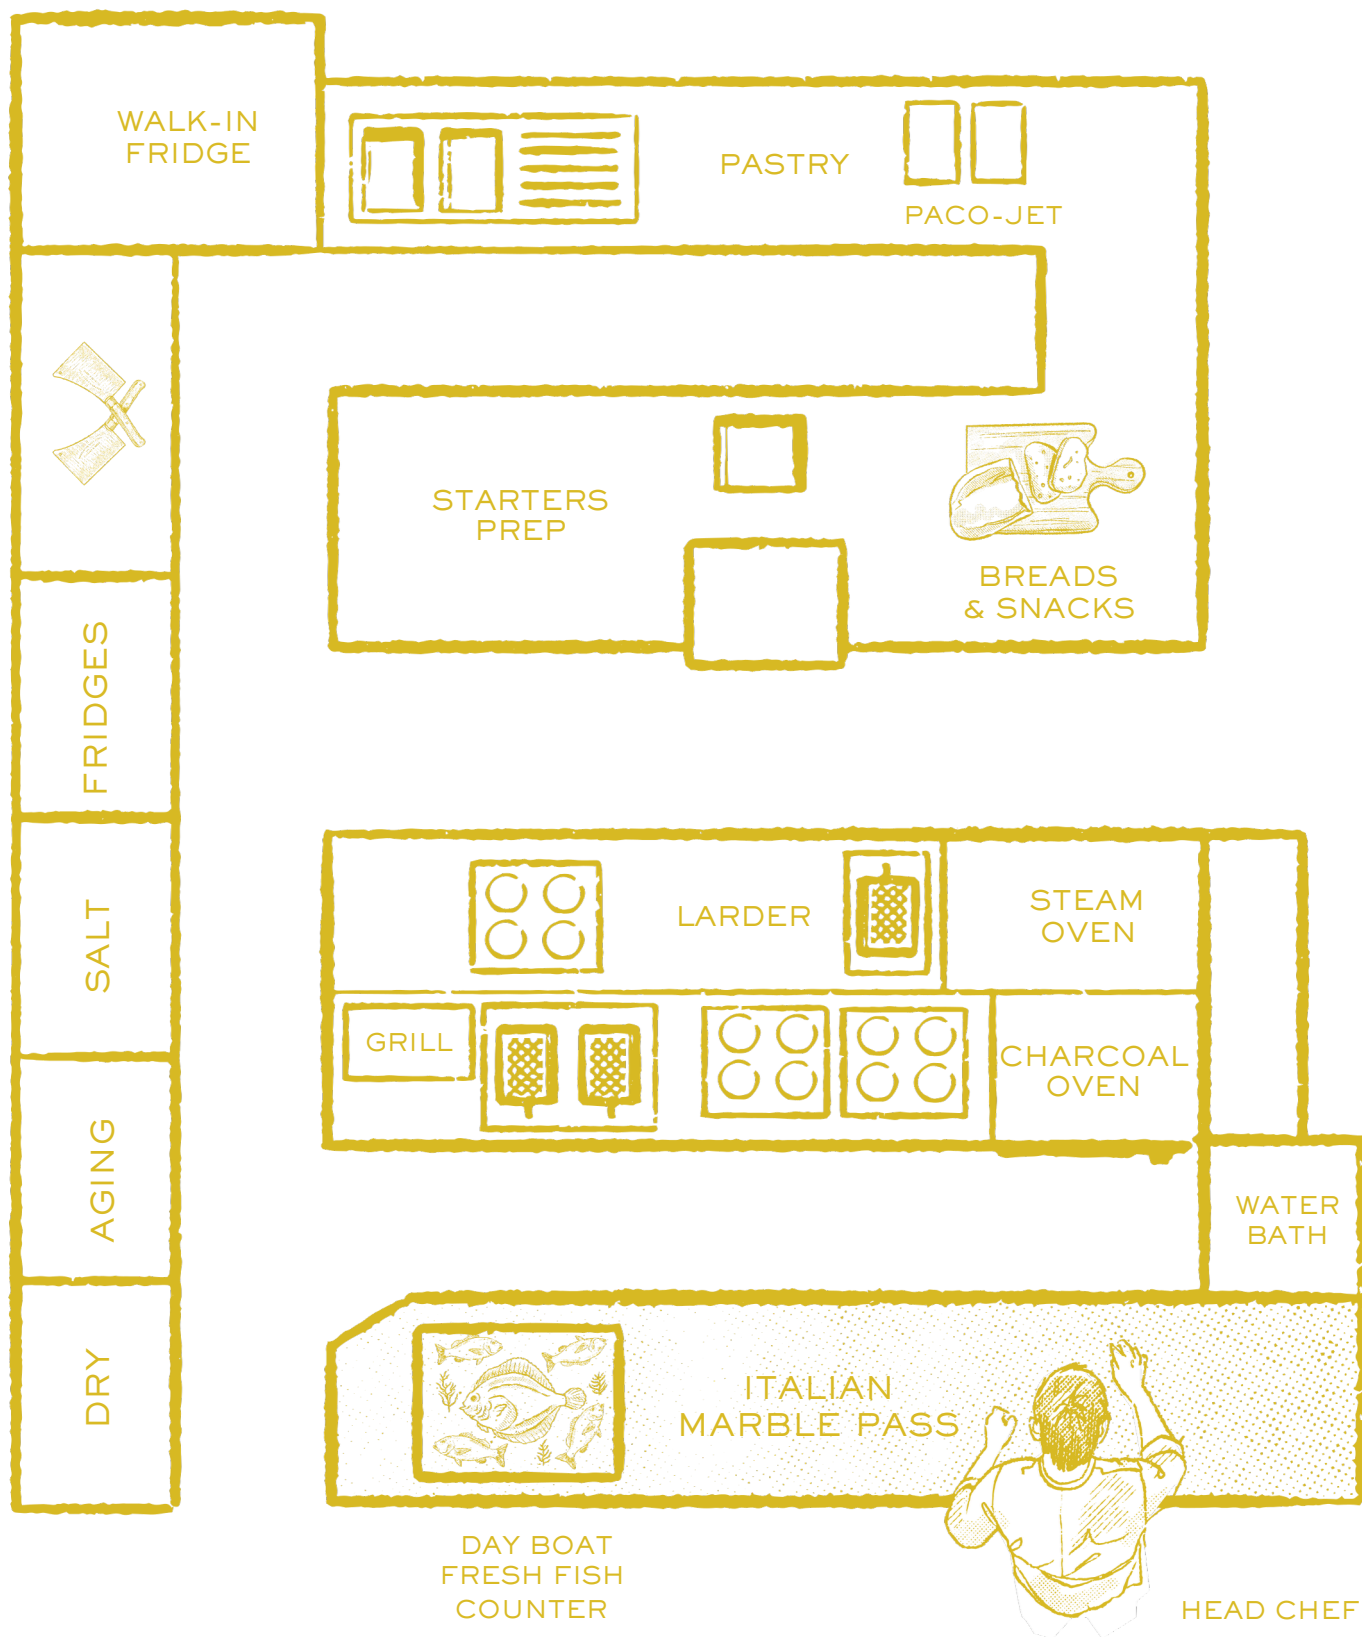 WALK-IN
FRIDGE
PASTRY
PACO-JET
STARTERS
PREP
BREADS
& SNACKS
FRIDGES
SALT
AGING
DRY
LARDER
STEAM
OVEN
GRILL
CHARCOAL
OVEN
WATER
BATH
ITALIAN
MARBLE PASS
DAY BOAT
FRESH FISH
COUNTER
HEAD CHEF